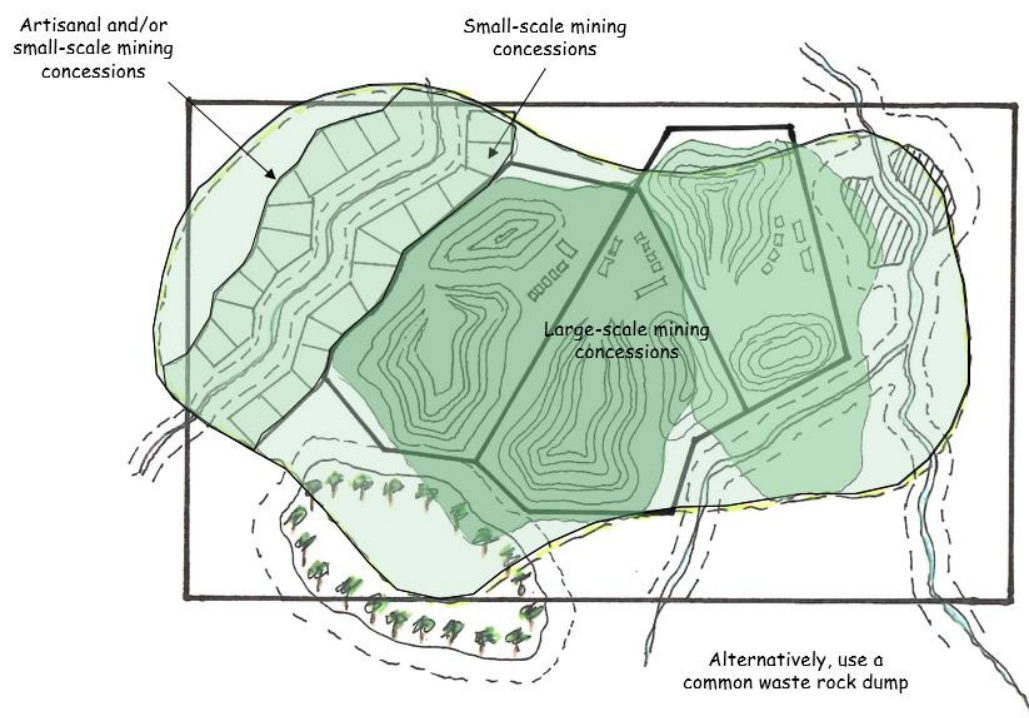 Artisanal and/or
small-scale mining
concessions
Small-scale mining
concessions
Large-scale mining
concessions
Alternatively, use a
common waste rock dump